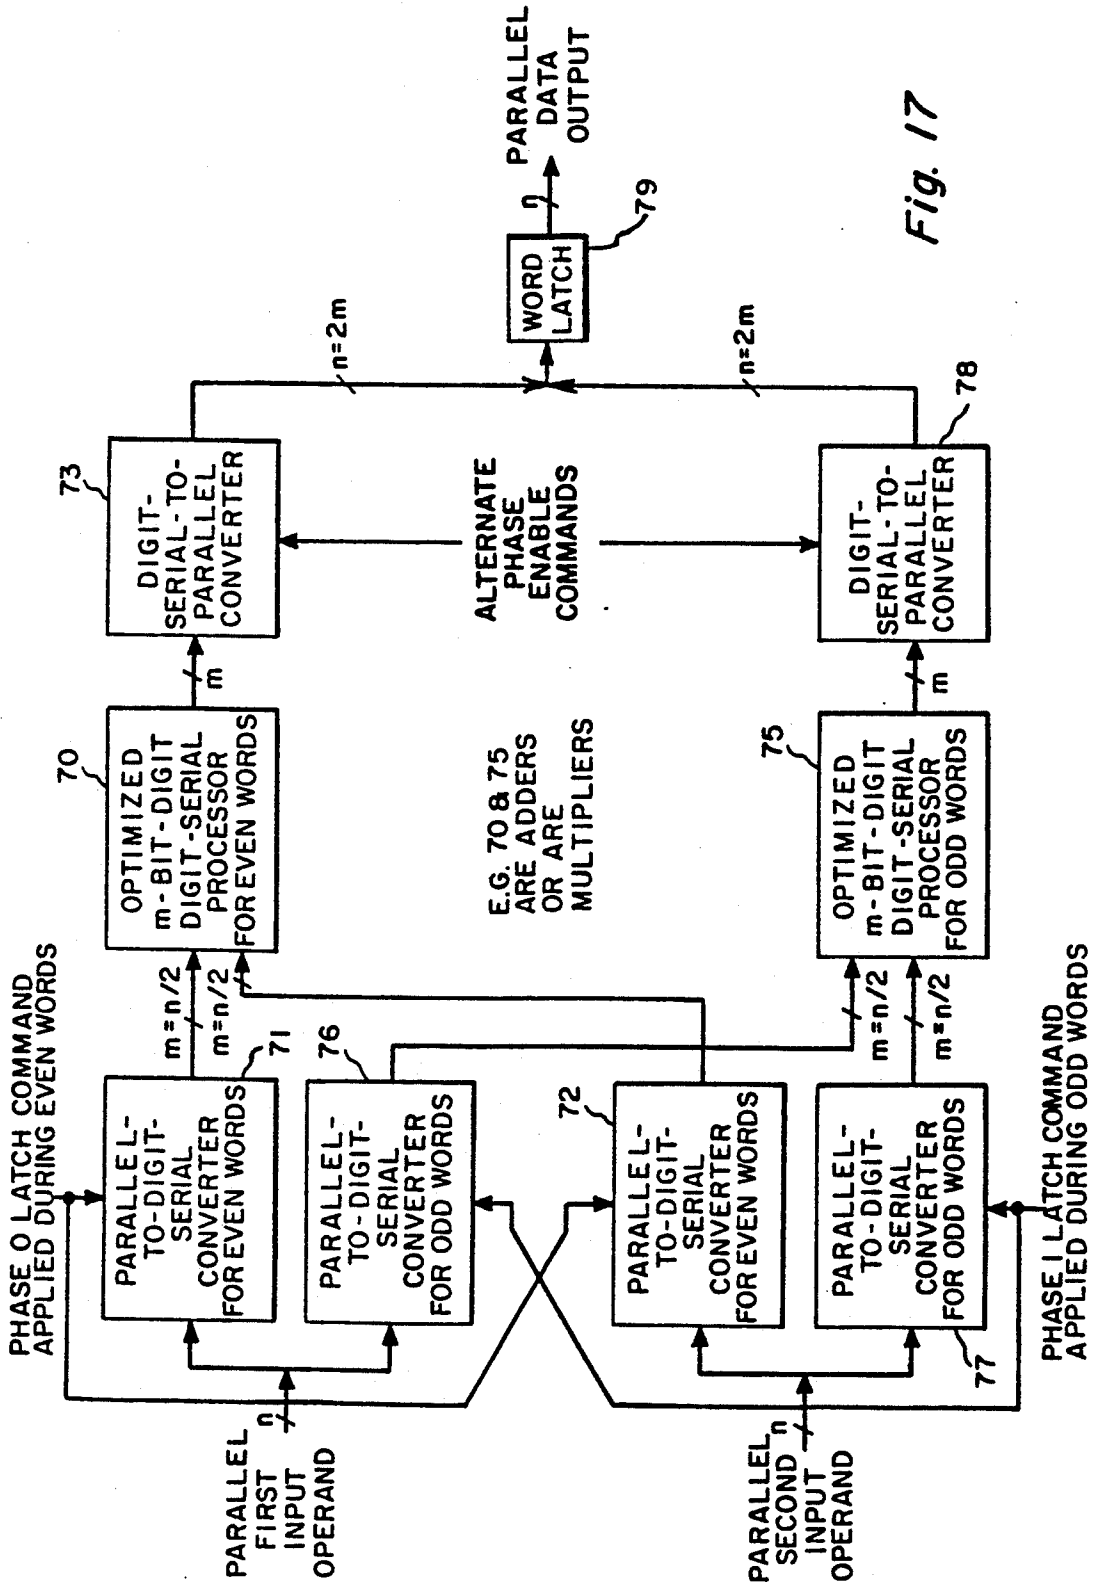 PHASE 0 LATCH COMMAND
APPLIED DURING EVEN WORDS
PARALLEL
FIRST
INPUT
OPERAND
n
PARALLEL-
TO-DIGIT-
SERIAL
CONVERTER
FOR EVEN WORDS
71
m=n/2
m=n/2
PARALLEL-
TO-DIGIT-
SERIAL
CONVERTER
FOR ODD WORDS
76
70
OPTIMIZED
m-BIT-DIGIT
DIGIT-SERIAL
PROCESSOR
FOR EVEN WORDS
m
73
DIGIT-
SERIAL-TO-
PARALLEL
CONVERTER
n=2m
E.G. 70 & 75
ARE ADDERS
OR ARE
MULTIPLIERS
ALTERNATE
PHASE
ENABLE
COMMANDS
WORD
LATCH
79
n
PARALLEL
DATA
OUTPUT
PARALLEL
SECOND
INPUT
OPERAND
n
72
PARALLEL-
TO-DIGIT-
SERIAL
CONVERTER
FOR EVEN WORDS
PARALLEL-
TO-DIGIT-
SERIAL
CONVERTER
FOR ODD WORDS
77
m=n/2
m=n/2
75
OPTIMIZED
m-BIT-DIGIT
DIGIT-SERIAL
PROCESSOR
FOR ODD WORDS
m
DIGIT-
SERIAL-TO-
PARALLEL
CONVERTER
78
n=2m
PHASE 1 LATCH COMMAND
APPLIED DURING ODD WORDS
Fig. 17